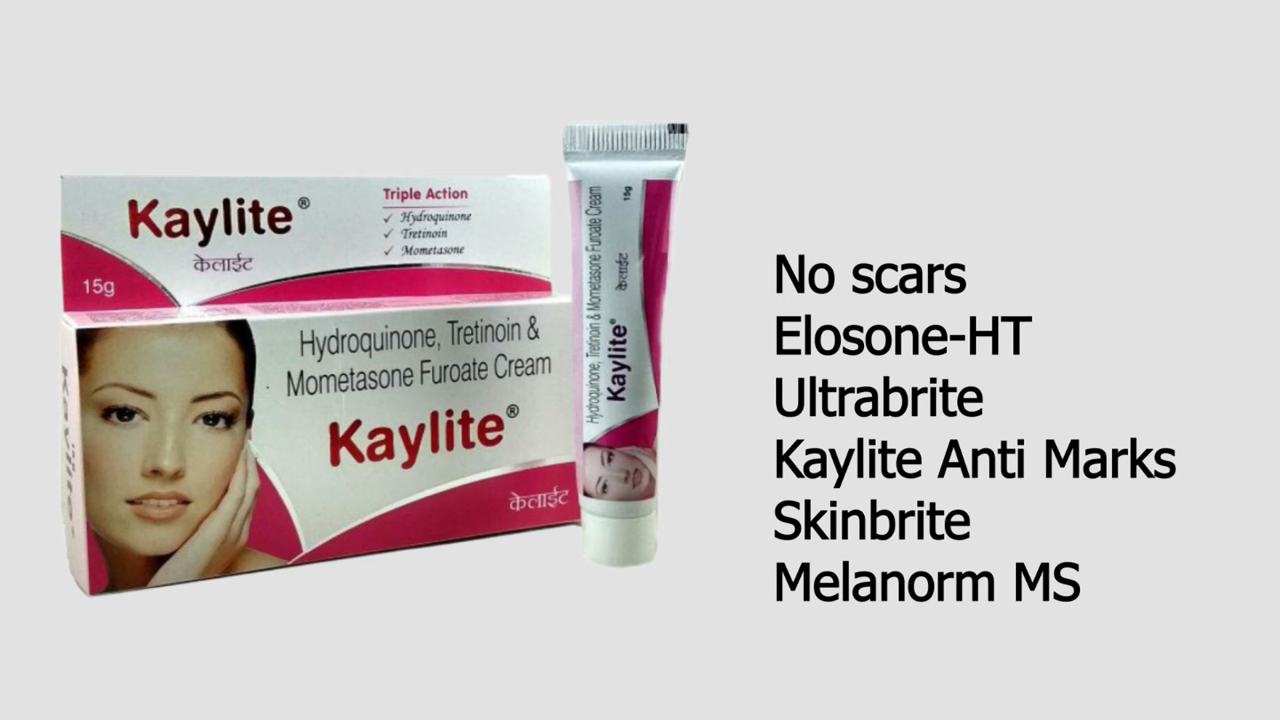 Kaylite®
केलाईट
15g
Triple Action
✓ Hydroquinone
✓ Tretinoin
✓ Mometasone
Hydroquinone, Tretinoin &
Mometasone Furoate Cream
Kaylite®
केलाईट
Kaylite
Hydroquinone, Tretinoin & Mometasone Furoate Cream
Kaylite®
केलाईट
15g
No scars
Elosone-HT
Ultrabrite
Kaylite Anti Marks
Skinbrite
Melanorm MS